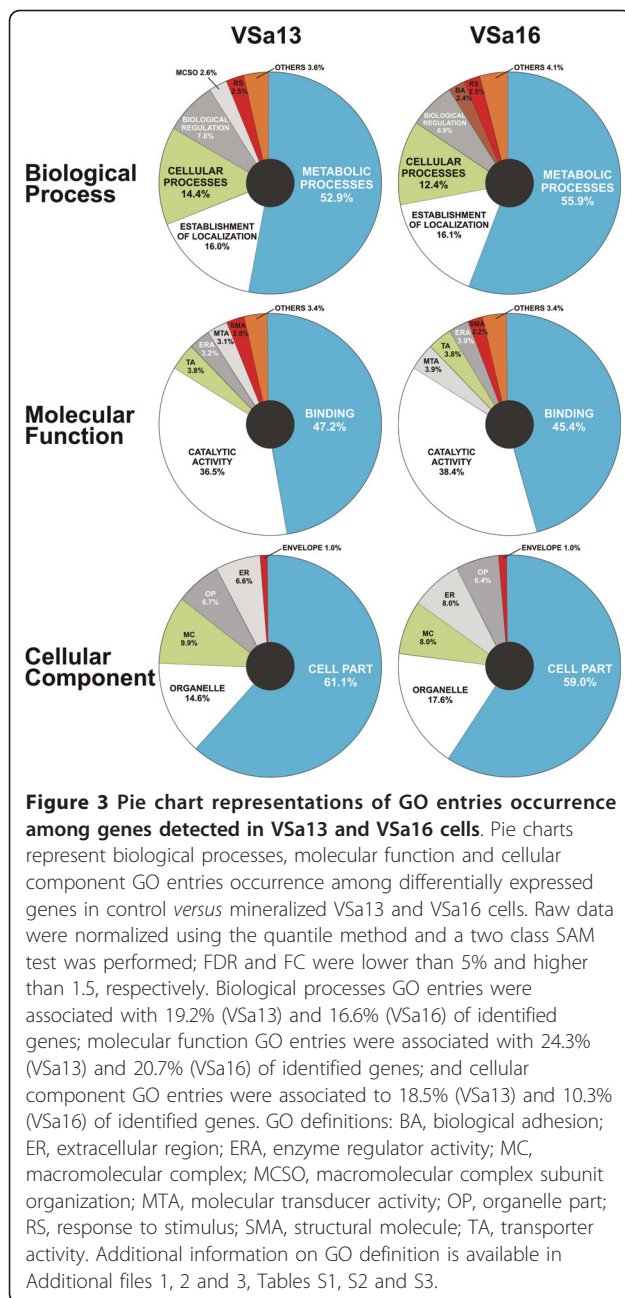 VSa13
VSa16
Biological
Process
MCSO 2.6%
RS
2.5%
OTHERS 3.6%
BIOLOGICAL
REGULATION
7.8%
CELLULAR
PROCESSES
14.4%
METABOLIC
PROCESSES
52.9%
ESTABLISHMENT
OF LOCALIZATION
16.0%
BA
2.4%
RS
2.5%
OTHERS 4.1%
BIOLOGICAL
REGULATION
6.9%
CELLULAR
PROCESSES
12.4%
METABOLIC
PROCESSES
55.9%
ESTABLISHMENT
OF LOCALIZATION
16.1%
Molecular
Function
TA
3.8%
ERA
3.2%
MTA
3.1%
SMA
2.8%
OTHERS 3.4%
BINDING
47.2%
CATALYTIC
ACTIVITY
36.5%
MTA
3.9%
TA
3.8%
ERA
3.0%
SMA
2.2%
OTHERS 3.4%
BINDING
45.4%
CATALYTIC
ACTIVITY
38.4%
Cellular
Component
ENVELOPE 1.0%
ER
6.6%
OP
6.7%
MC
9.9%
CELL PART
61.1%
ORGANELLE
14.6%
ENVELOPE 1.0%
OP
6.4%
ER
8.0%
MC
8.0%
CELL PART
59.0%
ORGANELLE
17.6%
Figure 3 Pie chart representations of GO entries occurrence
among genes detected in VSa13 and VSa16 cells. Pie charts
represent biological processes, molecular function and cellular
component GO entries occurrence among differentially expressed
genes in control versus mineralized VSa13 and VSa16 cells. Raw data
were normalized using the quantile method and a two class SAM
test was performed; FDR and FC were lower than 5% and higher
than 1.5, respectively. Biological processes GO entries were
associated with 19.2% (VSa13) and 16.6% (VSa16) of identified
genes; molecular function GO entries were associated with 24.3%
(VSa13) and 20.7% (VSa16) of identified genes; and cellular
component GO entries were associated to 18.5% (VSa13) and 10.3%
(VSa16) of identified genes. GO definitions: BA, biological adhesion;
ER, extracellular region; ERA, enzyme regulator activity; MC,
macromolecular complex; MCSO, macromolecular complex subunit
organization; MTA, molecular transducer activity; OP, organelle part;
RS, response to stimulus; SMA, structural molecule; TA, transporter
activity. Additional information on GO definition is available in
Additional files 1, 2 and 3, Tables S1, S2 and S3.